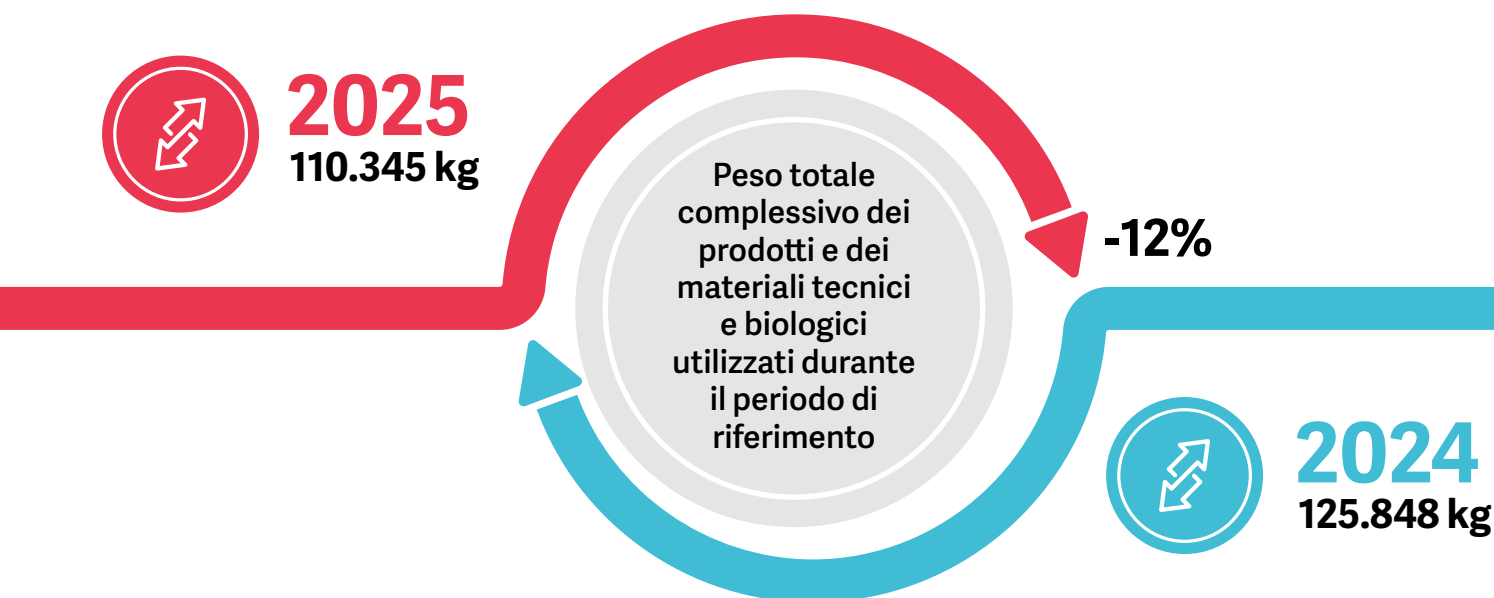 2025
110.345 kg
Peso totale
complessivo dei
prodotti e dei
materiali tecnici
e biologici
utilizzati durante
il periodo di
riferimento
-12%
2024
125.848 kg